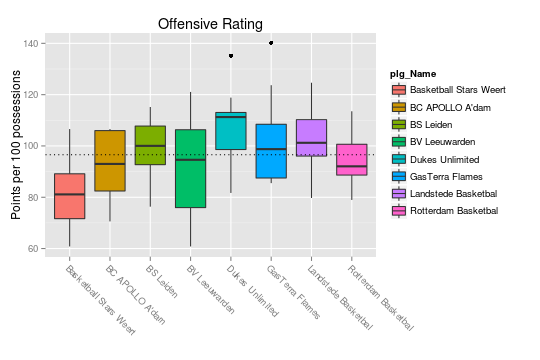 Offensive Rating
Points per 100 possessions
140
120
100
80
60
Basketball Stars Weert
BC APOLLO A'dam
BS Leiden
BV Leeuwarden
Dukes Unlimited
GasTerra Flames
Landstede Basketbal
Rotterdam Basketbal
plg_Name
Basketball Stars Weert
BC APOLLO A'dam
BS Leiden
BV Leeuwarden
Dukes Unlimited
GasTerra Flames
Landstede Basketbal
Rotterdam Basketbal